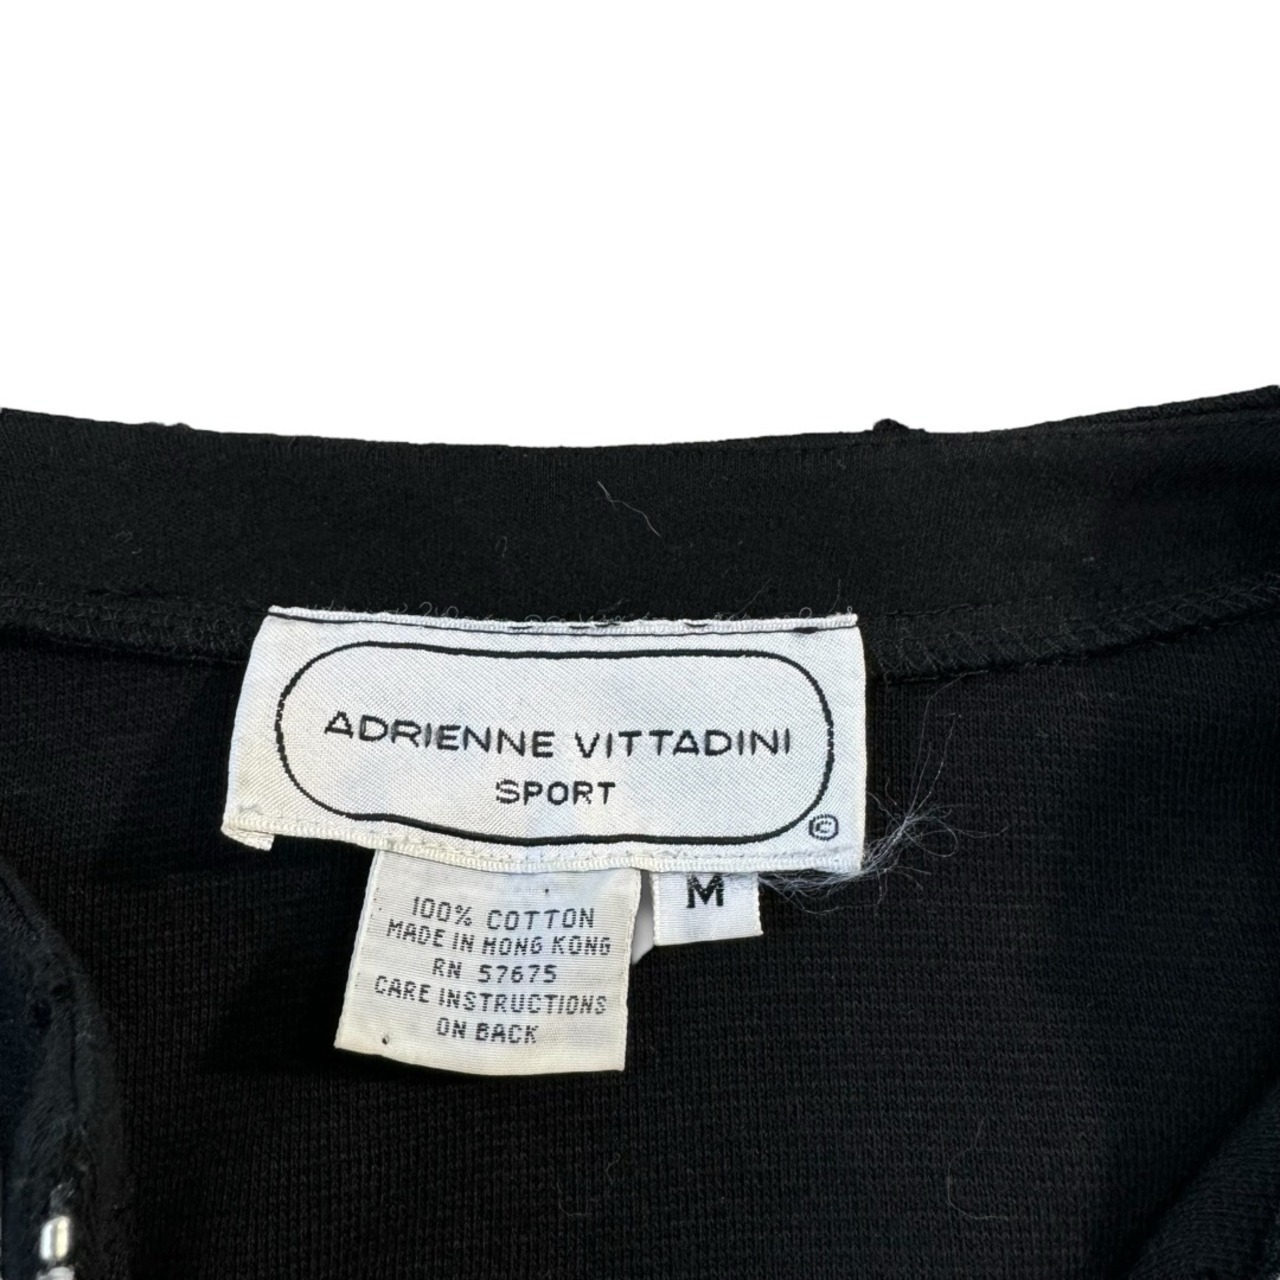 ADRIENNE VITTADINI
SPORT
©
M
100% COTTON
MADE IN HONG KONG
RN 57675
CARE INSTRUCTIONS
ON BACK